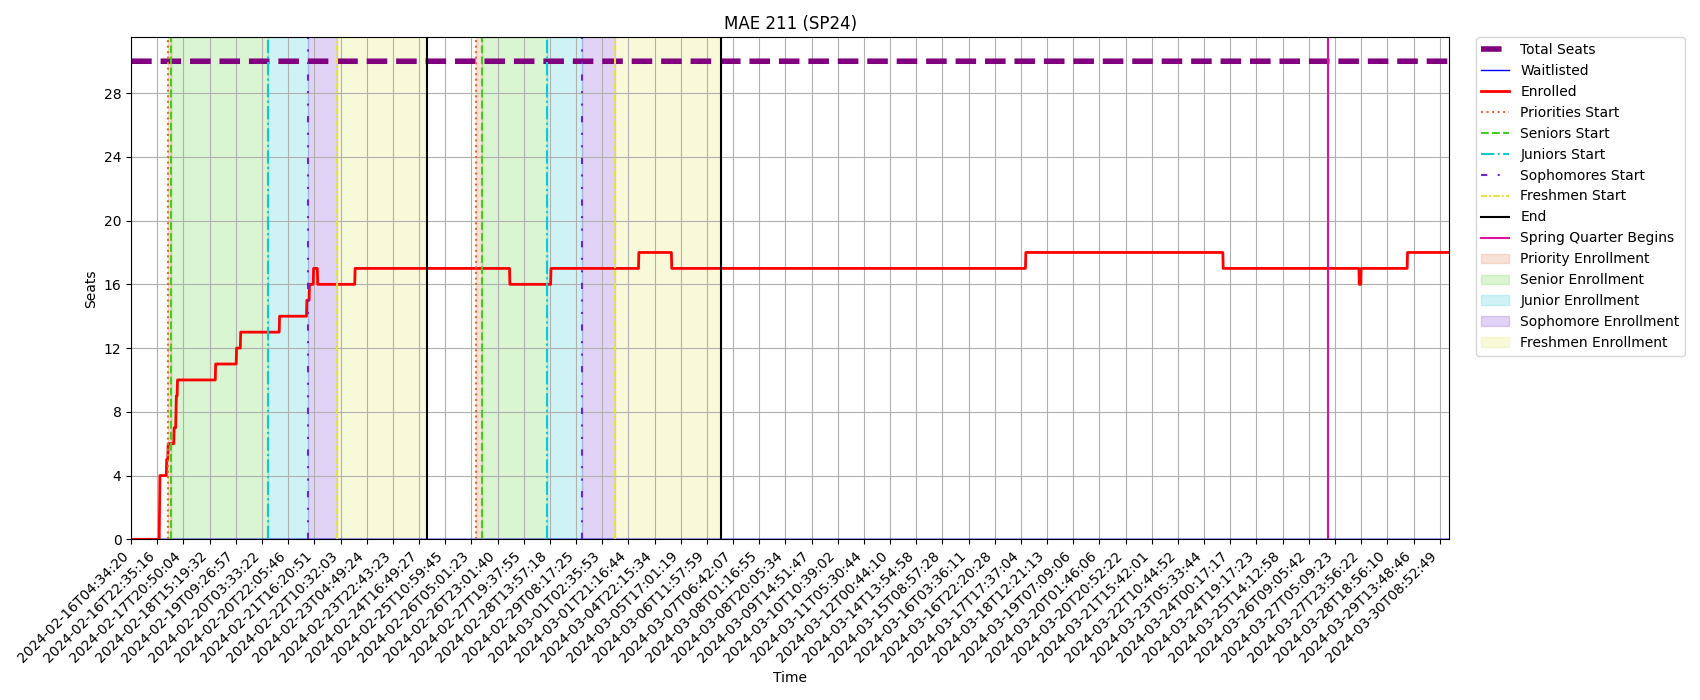 MAE 211 (SP24)
Seats
28
24
20
16
12
8
4
0
2024-02-16T04:34:20
2024-02-16T22:35:16
2024-02-17T20:50:04
2024-02-18T15:19:32
2024-02-19T09:26:57
2024-02-20T03:33:22
2024-02-20T22:05:46
2024-02-21T16:20:51
2024-02-22T10:32:03
2024-02-23T04:49:24
2024-02-23T22:43:23
2024-02-24T16:49:27
2024-02-25T10:59:45
2024-02-26T05:01:23
2024-02-26T23:01:40
2024-02-27T19:37:55
2024-02-28T13:57:18
2024-02-29T08:17:25
2024-03-01T02:35:53
2024-03-01T21:16:44
2024-03-04T22:15:34
2024-03-05T17:01:19
2024-03-06T11:57:59
2024-03-07T06:42:07
2024-03-08T01:16:55
2024-03-08T20:05:34
2024-03-09T14:51:47
2024-03-10T10:39:02
2024-03-11T05:30:44
2024-03-12T00:44:10
2024-03-14T13:54:58
2024-03-15T08:57:28
2024-03-16T03:36:11
2024-03-16T22:20:28
2024-03-17T17:37:04
2024-03-18T12:21:13
2024-03-19T07:09:06
2024-03-20T01:46:06
2024-03-20T20:52:22
2024-03-21T15:42:01
2024-03-22T10:44:52
2024-03-23T05:33:44
2024-03-24T00:17:17
2024-03-24T19:17:23
2024-03-25T14:12:58
2024-03-26T09:05:42
2024-03-27T05:09:23
2024-03-27T23:56:22
2024-03-28T18:56:10
2024-03-29T13:48:46
2024-03-30T08:52:49
Time
Total Seats
Waitlisted
Enrolled
Priorities Start
Seniors Start
Juniors Start
Sophomores Start
Freshmen Start
End
Spring Quarter Begins
Priority Enrollment
Senior Enrollment
Junior Enrollment
Sophomore Enrollment
Freshmen Enrollment